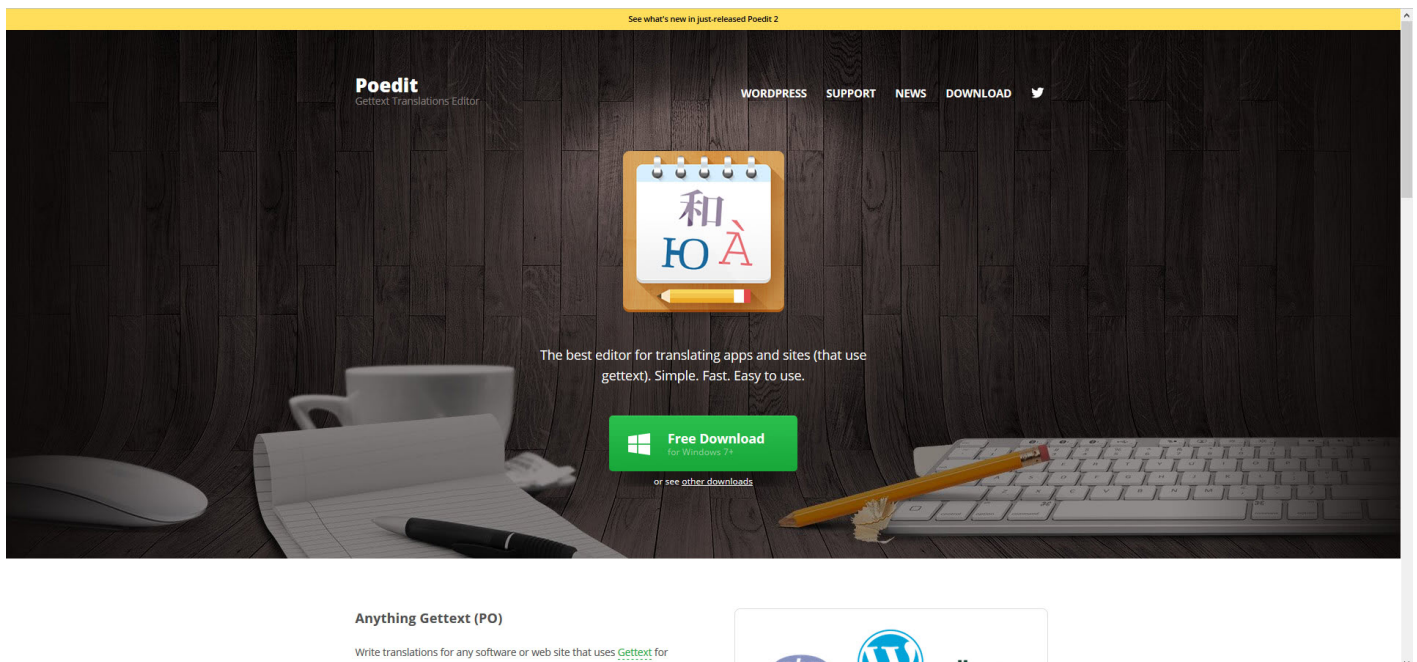 See what's new in just-released Poedit 2
Poedit
Gettext Translations Editor
WORDPRESS SUPPORT NEWS DOWNLOAD
和
Ю À
The best editor for translating apps and sites (that use
gettext). Simple. Fast. Easy to use.
Free Download
for Windows 7+
or see other downloads
Anything Gettext (PO)
Write translations for any software or web site that uses Gettext for